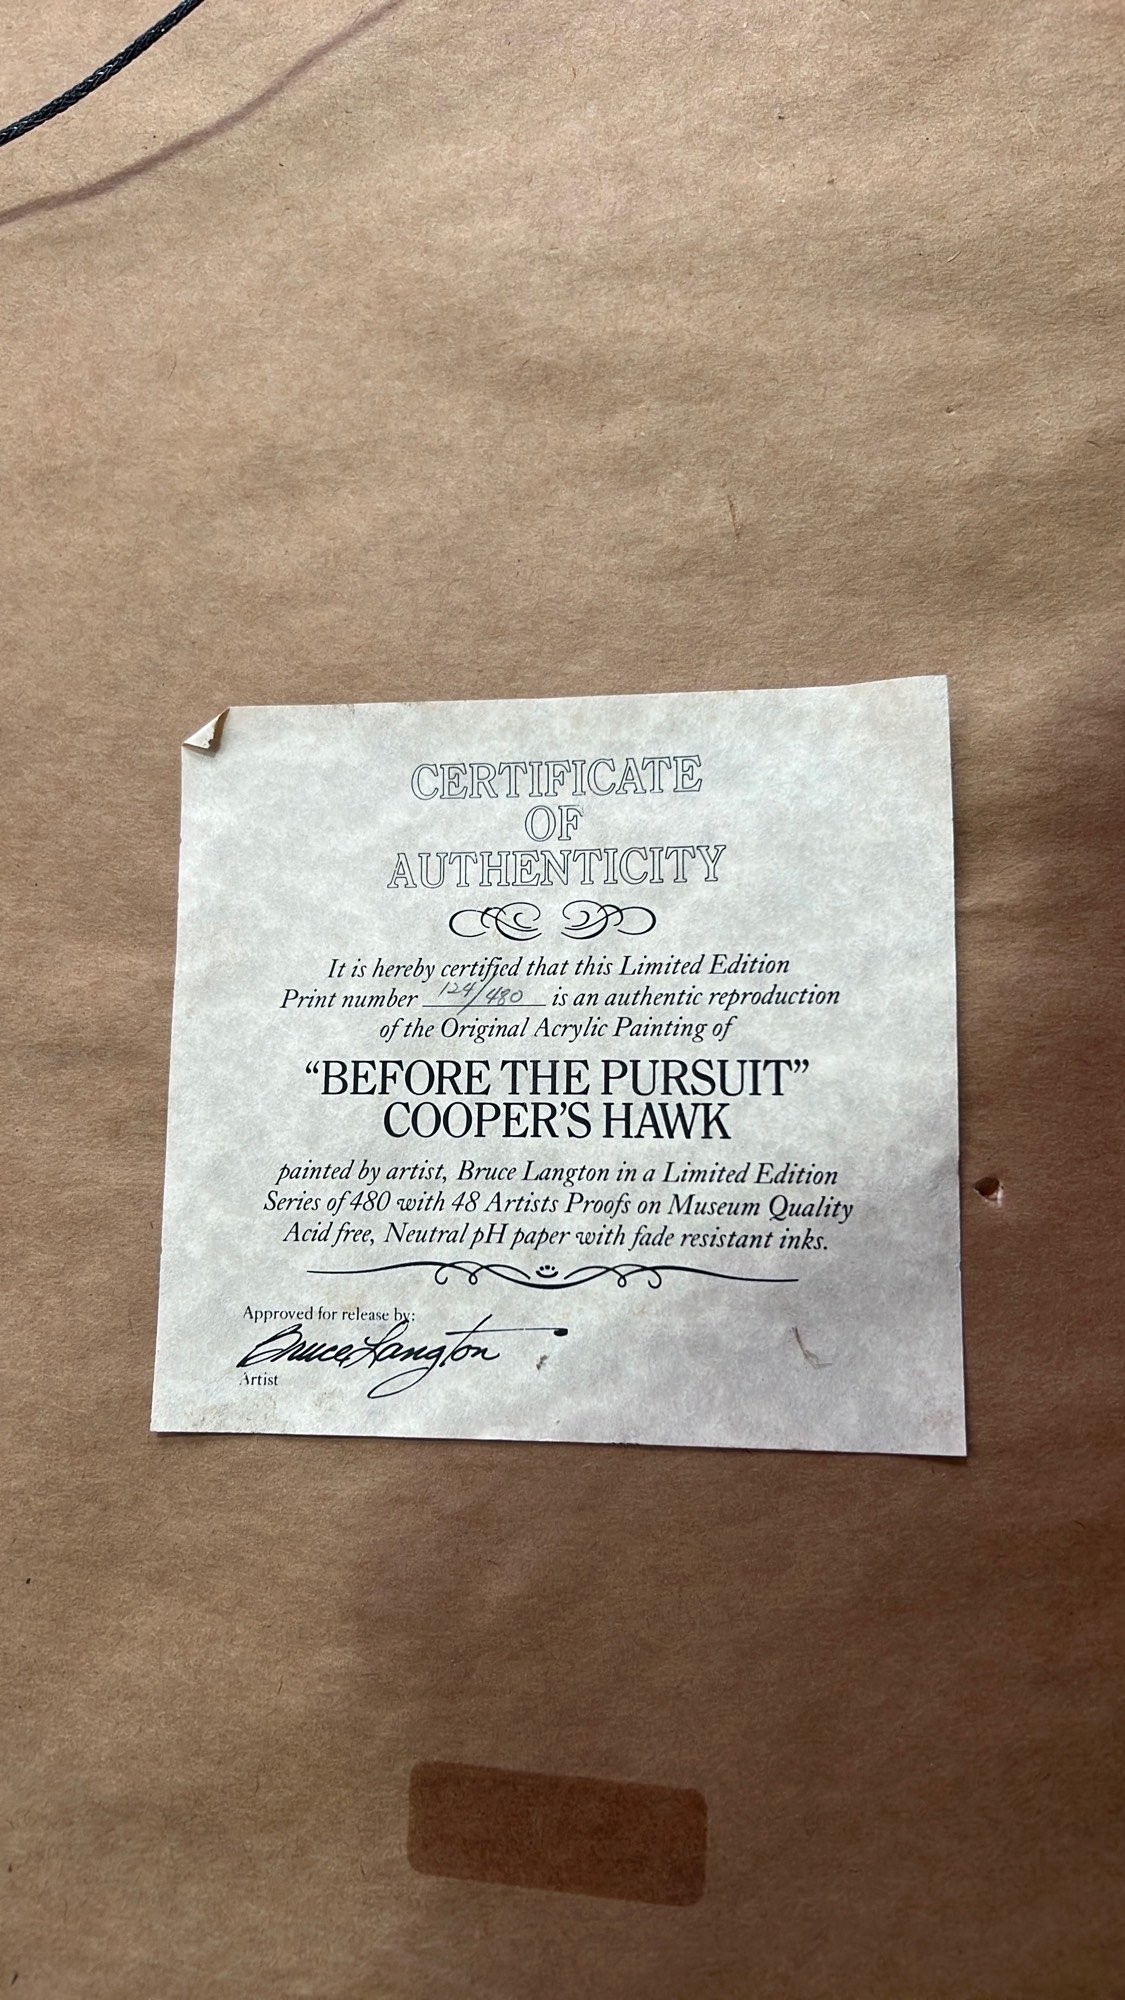 CERTIFICATE
OF
AUTHENTICITY
It is hereby certified that this Limited Edition
Print number 124/480 is an authentic reproduction
of the Original Acrylic Painting of
“BEFORE THE PURSUIT”
COOPER’S HAWK
painted by artist, Bruce Langton in a Limited Edition
Series of 480 with 48 Artists Proofs on Museum Quality
Acid free, Neutral pH paper with fade resistant inks.
Approved for release by:
Bruce Langton
Artist